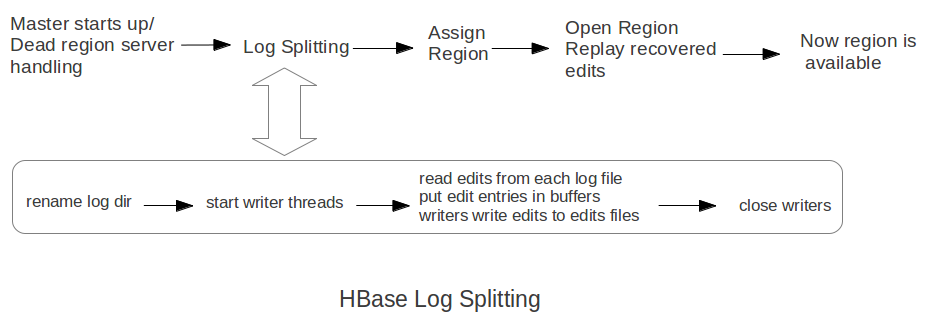 Master starts up/
Dead region server
handling
Log Splitting
Assign
Region
Open Region
Replay recovered
edits
Now region is
available
rename log dir
start writer threads
read edits from each log file
put edit entries in buffers
writers write edits to edits files
close writers
HBase Log Splitting